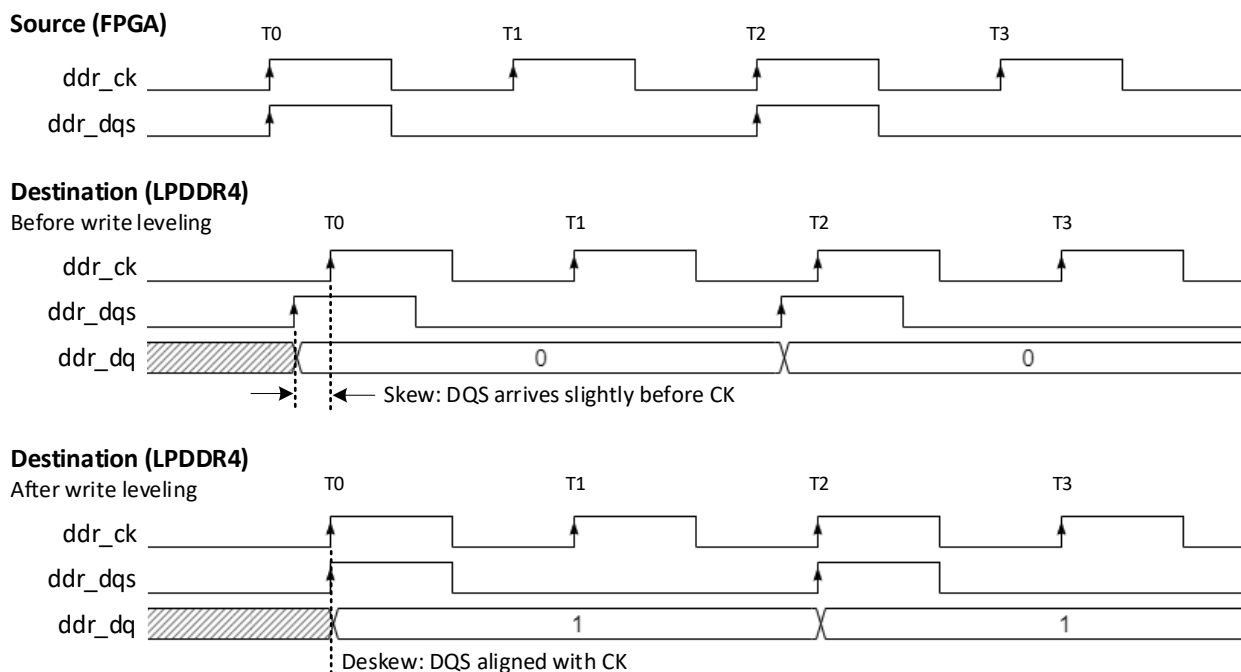 Source (FPGA)
T0 T1 T2 T3
ddr_ck
ddr_dqs
Destination (LPDDR4)
Before write leveling
T0 T1 T2 T3
ddr_ck
ddr_dqs
ddr_dq 0 0
Skew: DQS arrives slightly before CK
Destination (LPDDR4)
After write leveling
T0 T1 T2 T3
ddr_ck
ddr_dqs
ddr_dq 1 1
Deskew: DQS aligned with CK